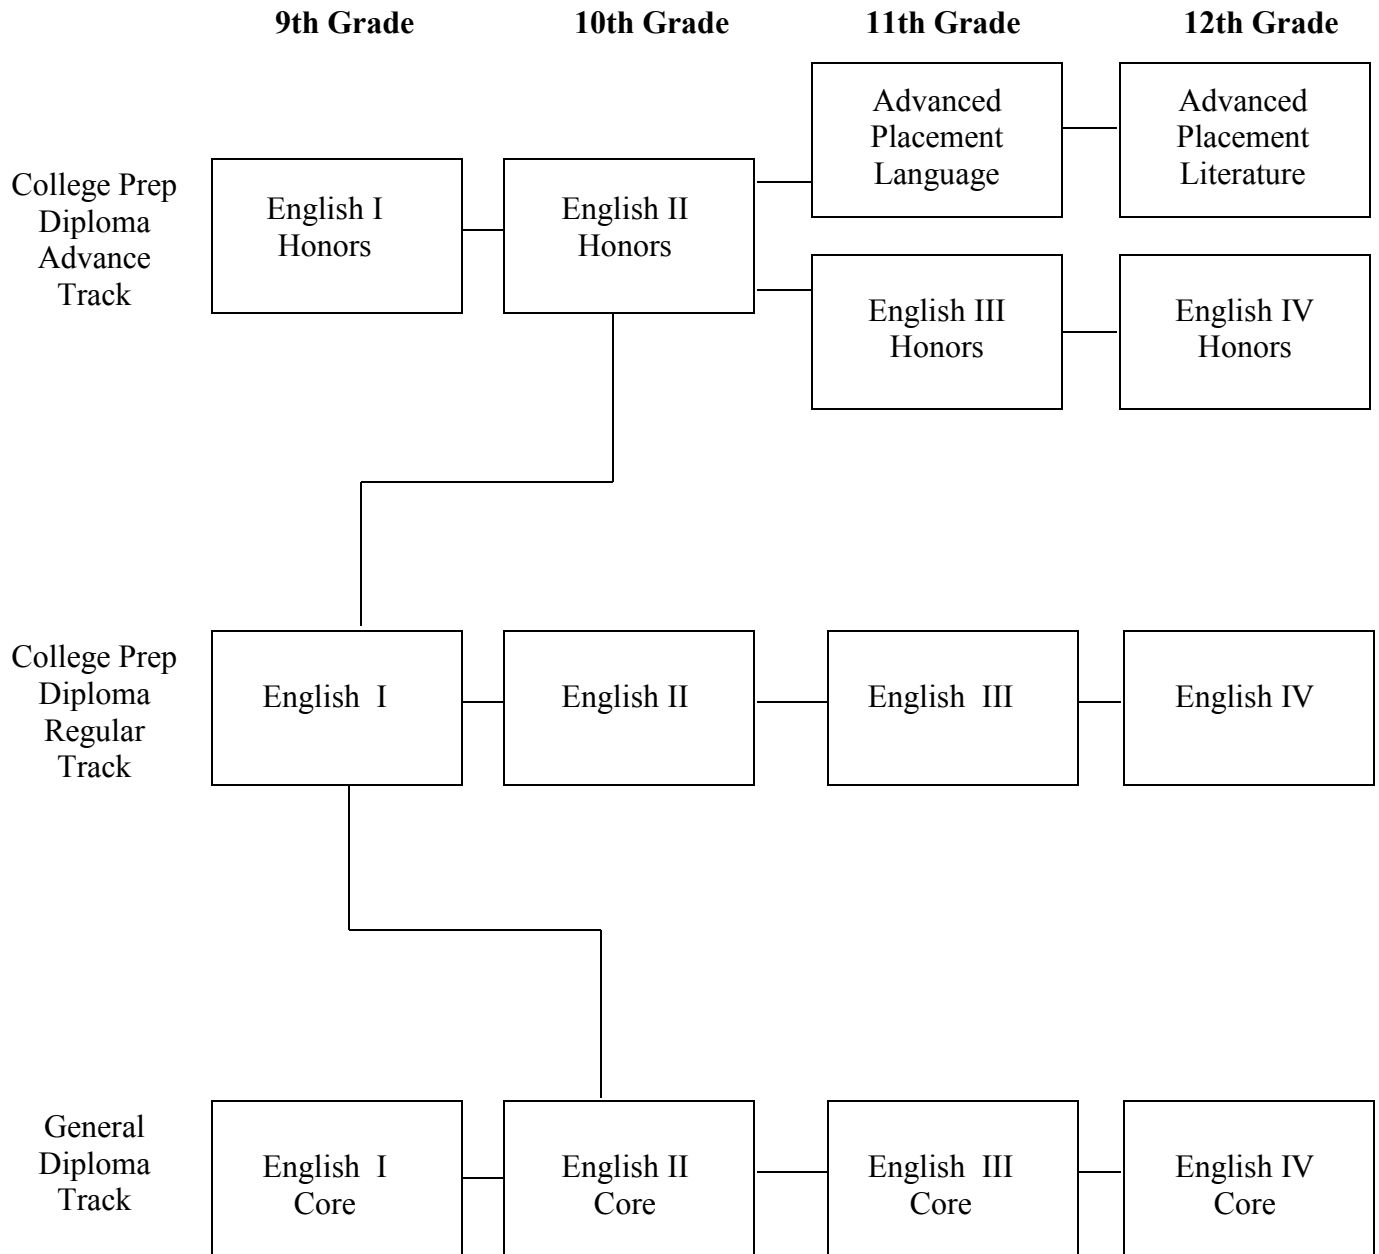 9th Grade 10th Grade 11th Grade 12th Grade
College Prep
Diploma
Advance
Track
English I
Honors
English II
Honors
Advanced
Placement
Language
Advanced
Placement
Literature
English III
Honors
English IV
Honors
College Prep
Diploma
Regular
Track
English I
English II
English III
English IV
General
Diploma
Track
English I
Core
English II
Core
English III
Core
English IV
Core